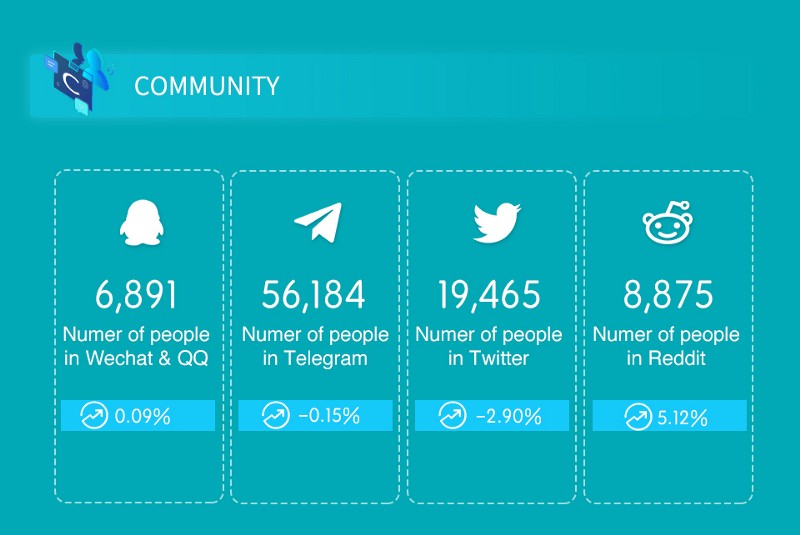 COMMUNITY
6,891
Numer of people
in Wechat & QQ
0.09%
56,184
Numer of people
in Telegram
−0.15%
19,465
Numer of people
in Twitter
−2.90%
8,875
Numer of people
in Reddit
5.12%